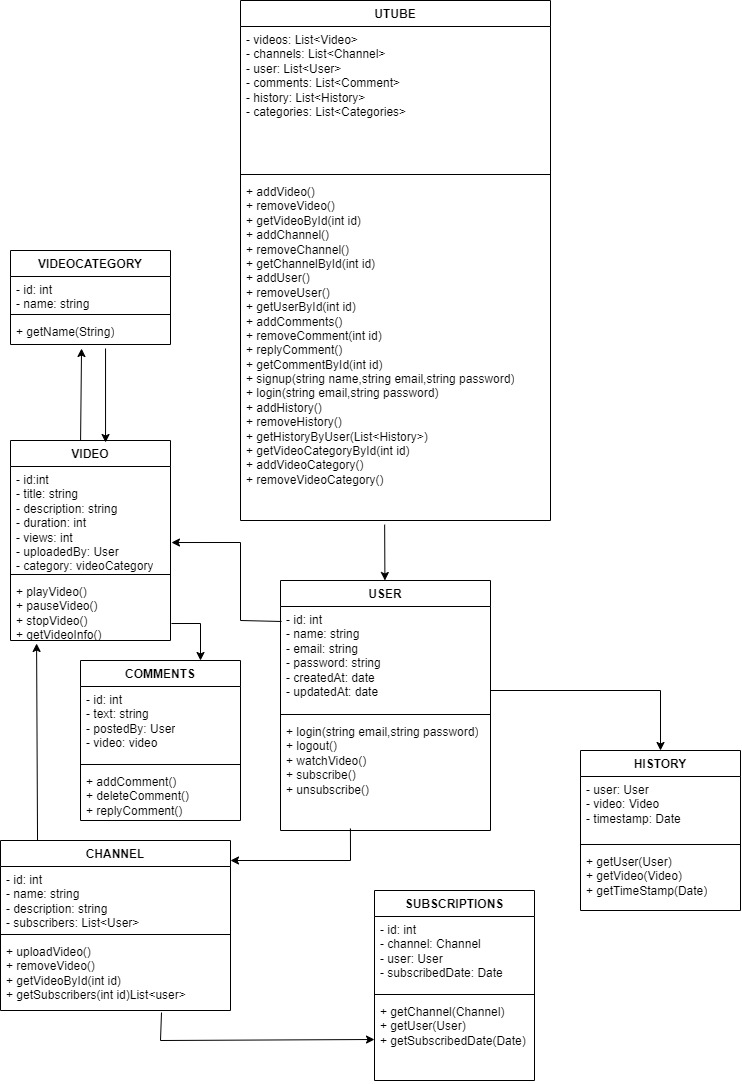 UTUBE
- videos: List<Video>
- channels: List<Channel>
- user: List<User>
- comments: List<Comment>
- history: List<History>
- categories: List<Categories>
+ addVideo()
+ removeVideo()
+ getVideoById(int id)
+ addChannel()
+ removeChannel()
+ getChannelById(int id)
+ addUser()
+ removeUser()
+ getUserById(int id)
+ addComments()
+ removeComment(int id)
+ replyComment()
+ getCommentById(int id)
+ signup(string name,string email,string password)
+ login(string email,string password)
+ addHistory()
+ removeHistory()
+ getHistoryByUser(List<History>)
+ getVideoCategoryById(int id)
+ addVideoCategory()
+ removeVideoCategory()
VIDEOCATEGORY
- id: int
- name: string
+ getName(String)
VIDEO
- id:int
- title: string
- description: string
- duration: int
- views: int
- uploadedBy: User
- category: videoCategory
+ playVideo()
+ pauseVideo()
+ stopVideo()
+ getVideoInfo()
USER
- id: int
- name: string
- email: string
- password: string
- createdAt: date
- updatedAt: date
+ login(string email,string password)
+ logout()
+ watchVideo()
+ subscribe()
+ unsubscribe()
COMMENTS
- id: int
- text: string
- postedBy: User
- video: video
+ addComment()
+ deleteComment()
+ replyComment()
HISTORY
- user: User
- video: Video
- timestamp: Date
+ getUser(User)
+ getVideo(Video)
+ getTimeStamp(Date)
CHANNEL
- id: int
- name: string
- description: string
- subscribers: List<User>
+ uploadVideo()
+ removeVideo()
+ getVideoById(int id)
+ getSubscribers(int id)List<user>
SUBSCRIPTIONS
- id: int
- channel: Channel
- user: User
- subscribedDate: Date
+ getChannel(Channel)
+ getUser(User)
+ getSubscribedDate(Date)